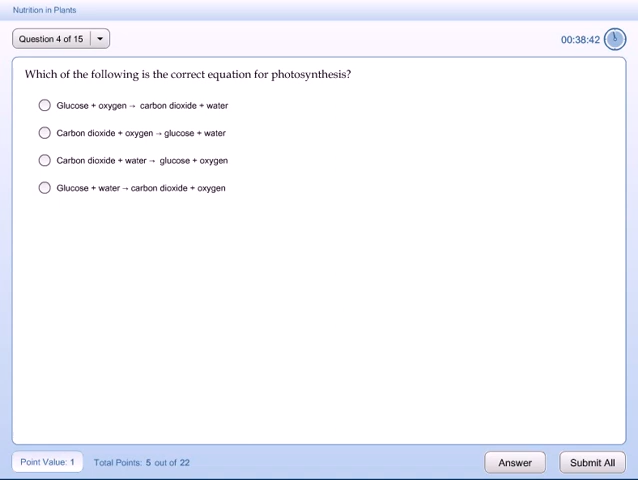 Nutrition in Plants
Question 4 of 15
00:38:42
Which of the following is the correct equation for photosynthesis?
Glucose + oxygen → carbon dioxide + water
Carbon dioxide + oxygen → glucose + water
Carbon dioxide + water → glucose + oxygen
Glucose + water → carbon dioxide + oxygen
Point Value: 1 Total Points: 5 out of 22 Answer Submit All